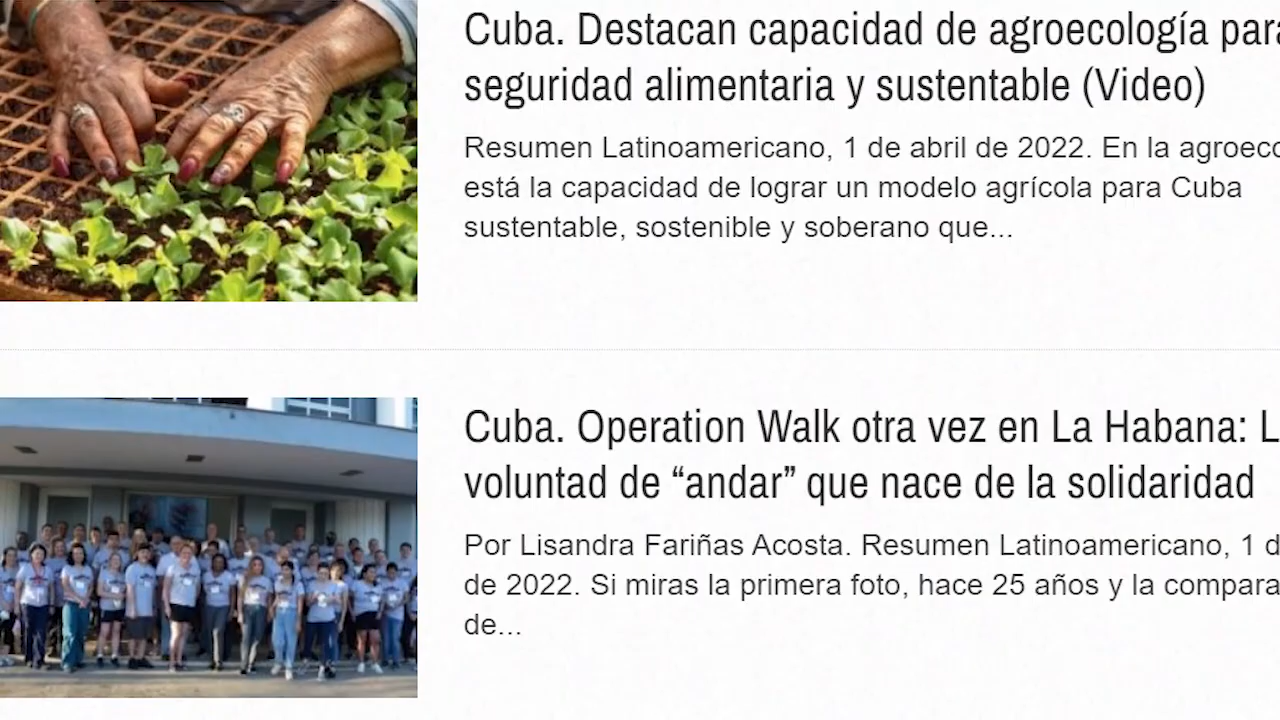 Cuba. Destacan capacidad de agroecología para
seguridad alimentaria y sustentable (Video)
Resumen Latinoamericano, 1 de abril de 2022. En la agroec
está la capacidad de lograr un modelo agrícola para Cuba
sustentable, sostenible y soberano que...
Cuba. Operation Walk otra vez en La Habana: L
voluntad de “andar” que nace de la solidaridad
Por Lisandra Fariñas Acosta. Resumen Latinoamericano, 1 d
de 2022. Si miras la primera foto, hace 25 años y la compara
de...